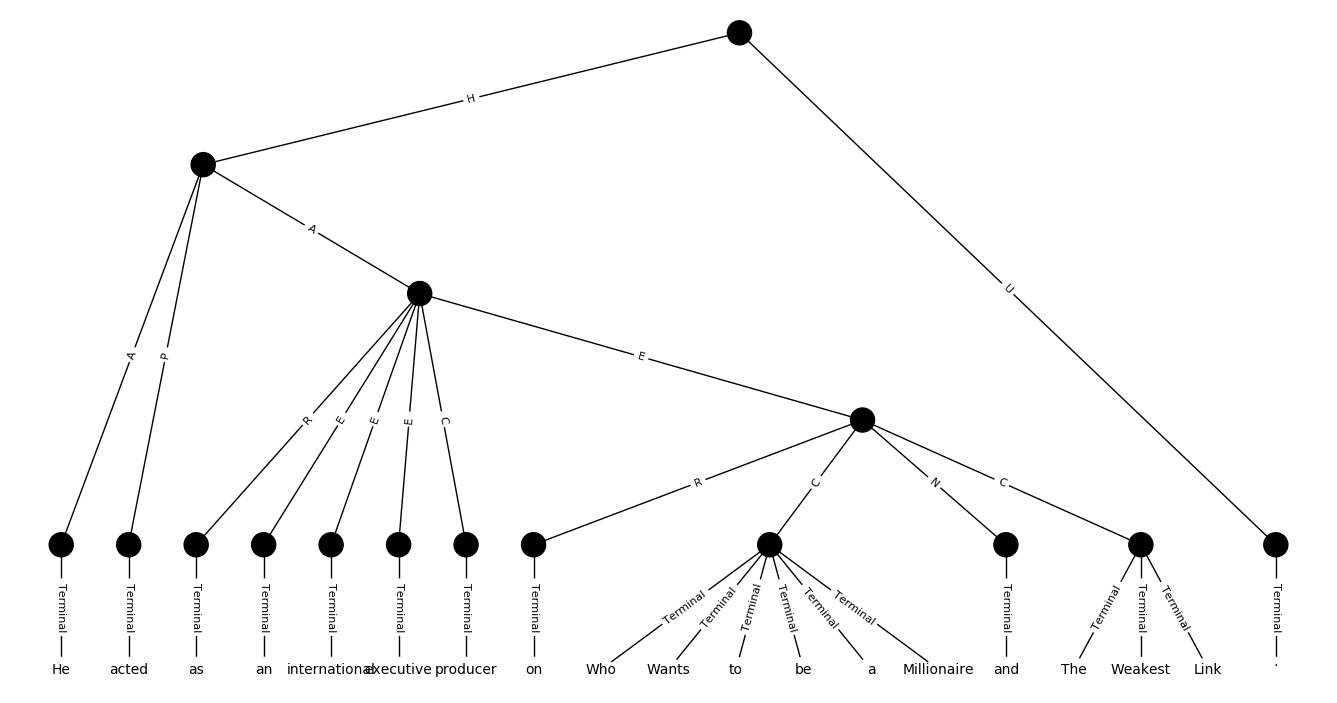 H
A
U
A
P
E
R
E
E
E
C
R
C
N
C
Terminal Terminal Terminal Terminal Terminal Terminal Terminal Terminal Terminal Terminal Terminal Terminal Terminal Terminal Terminal Terminal Terminal Terminal Terminal
He acted as an international executive producer on Who Wants to be a Millionaire and The Weakest Link .